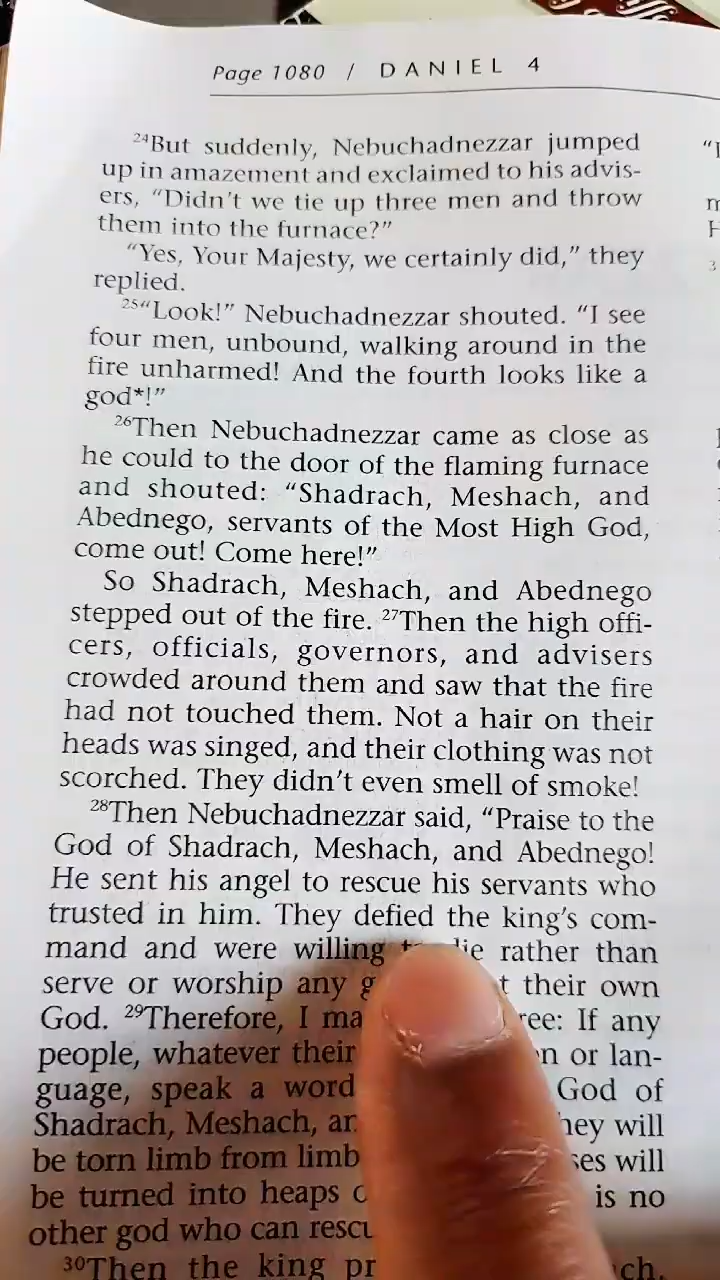 Page 1080 / DANIEL 4
24But suddenly, Nebuchadnezzar jumped
up in amazement and exclaimed to his advis-
ers, “Didn’t we tie up three men and throw
them into the furnace?”
“Yes, Your Majesty, we certainly did,” they
replied.
25“Look!” Nebuchadnezzar shouted. “I see
four men, unbound, walking around in the
fire unharmed! And the fourth looks like a
god*!”
26Then Nebuchadnezzar came as close as
he could to the door of the flaming furnace
and shouted: “Shadrach, Meshach, and
Abednego, servants of the Most High God,
come out! Come here!”
So Shadrach, Meshach, and Abednego
stepped out of the fire. 27Then the high offi-
cers, officials, governors, and advisers
crowded around them and saw that the fire
had not touched them. Not a hair on their
heads was singed, and their clothing was not
scorched. They didn’t even smell of smoke!
28Then Nebuchadnezzar said, “Praise to the
God of Shadrach, Meshach, and Abednego!
He sent his angel to rescue his servants who
trusted in him. They defied the king’s com-
mand and were willing to die rather than
serve or worship any their own
God. 29Therefore, I If any
people, whatever their or lan-
guage, speak a word God of
Shadrach, Meshach, will
be torn limb from limb will
be turned into heaps is no
other god who can
30Then the king